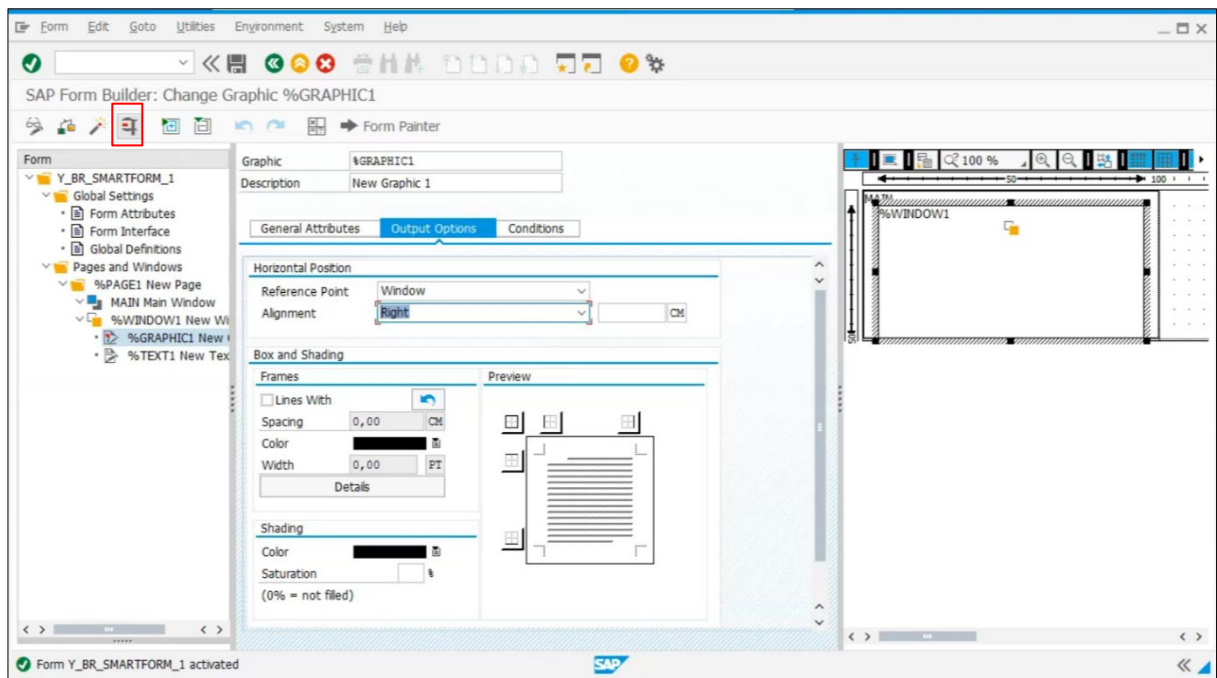 Form Edit Goto Utilities Environment System Help
SAP Form Builder: Change Graphic %GRAPHIC1
Form Painter
Form
Y_BR_SMARTFORM_1
Global Settings
Form Attributes
Form Interface
Global Definitions
Pages and Windows
%PAGE1 New Page
MAIN Main Window
%WINDOW1 New Wi
%GRAPHIC1 New
%TEXT1 New Tex
Graphic %GRAPHIC1
Description New Graphic 1
General Attributes Output Options Conditions
Horizontal Position
Reference Point Window
Alignment Right CM
Box and Shading
Frames Preview
Lines With
Spacing 0,00 CM
Color
Width 0,00 PT
Details
Shading
Color
Saturation %
(0% = not filled)
100 %
50 100
MAIN
%WINDOW1
50
Form Y_BR_SMARTFORM_1 activated SAP